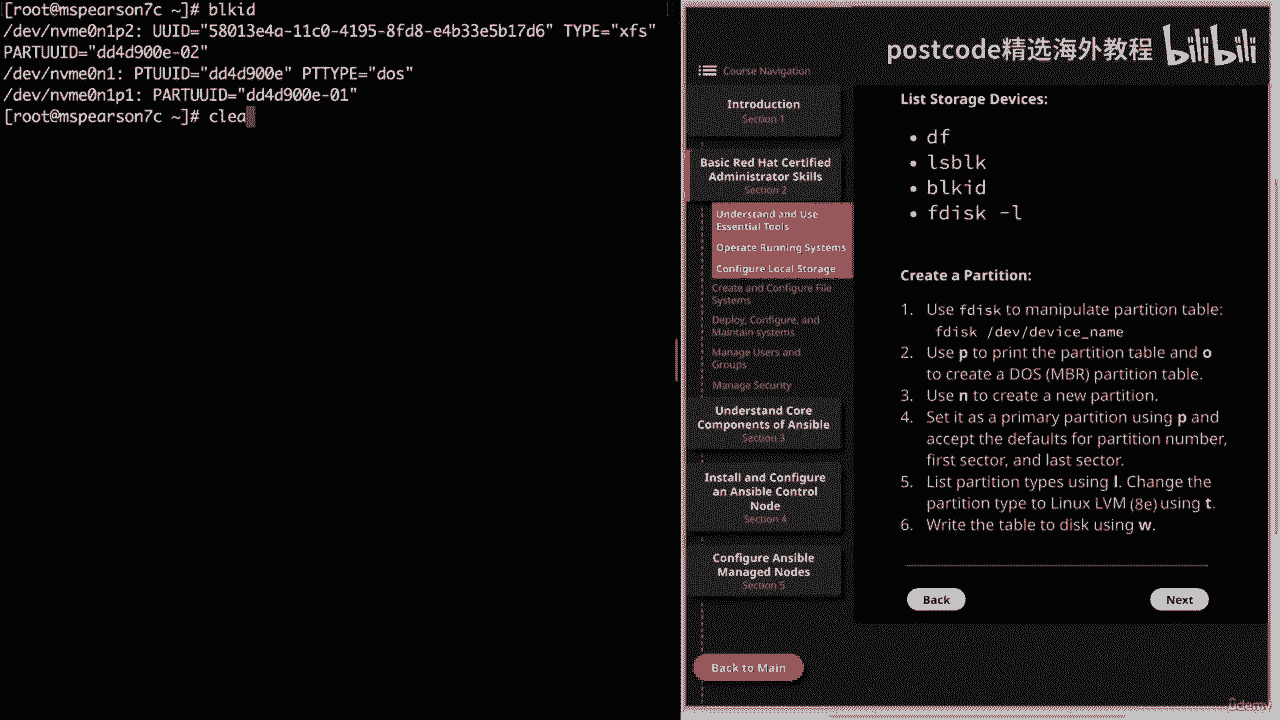 [root@mspearson7c ~]# blkid
/dev/nvme0n1p2: UUID="58013e4a-11c0-4195-8fd8-e4b33e5b17d6" TYPE="xfs"
PARTUUID="dd4d900e-02"
/dev/nvme0n1: PTUUID="dd4d900e" PTTYPE="dos"
/dev/nvme0n1p1: PARTUUID="dd4d900e-01"
[root@mspearson7c ~]# clea
postcode精选海外教程 bilibili
Course Navigation
Introduction
Section 1
Basic Red Hat Certified
Administrator Skills
Section 2
Understand and Use
Essential Tools
Operate Running Systems
Configure Local Storage
Create and Configure File
Systems
Deploy, Configure, and
Maintain systems
Manage Users and
Groups
Manage Security
Understand Core
Components of Ansible
Section 3
Install and Configure
an Ansible Control
Node
Section 4
Configure Ansible
Managed Nodes
Section 5
Back to Main
List Storage Devices:
• df
• lsblk
• blkid
• fdisk -l
Create a Partition:
1. Use fdisk to manipulate partition table:
fdisk /dev/device_name
2. Use p to print the partition table and o
to create a DOS (MBR) partition table.
3. Use n to create a new partition.
4. Set it as a primary partition using p and
accept the defaults for partition number,
first sector, and last sector.
5. List partition types using l. Change the
partition type to Linux LVM (8e) using t.
6. Write the table to disk using w.
Back
Next
Udemy